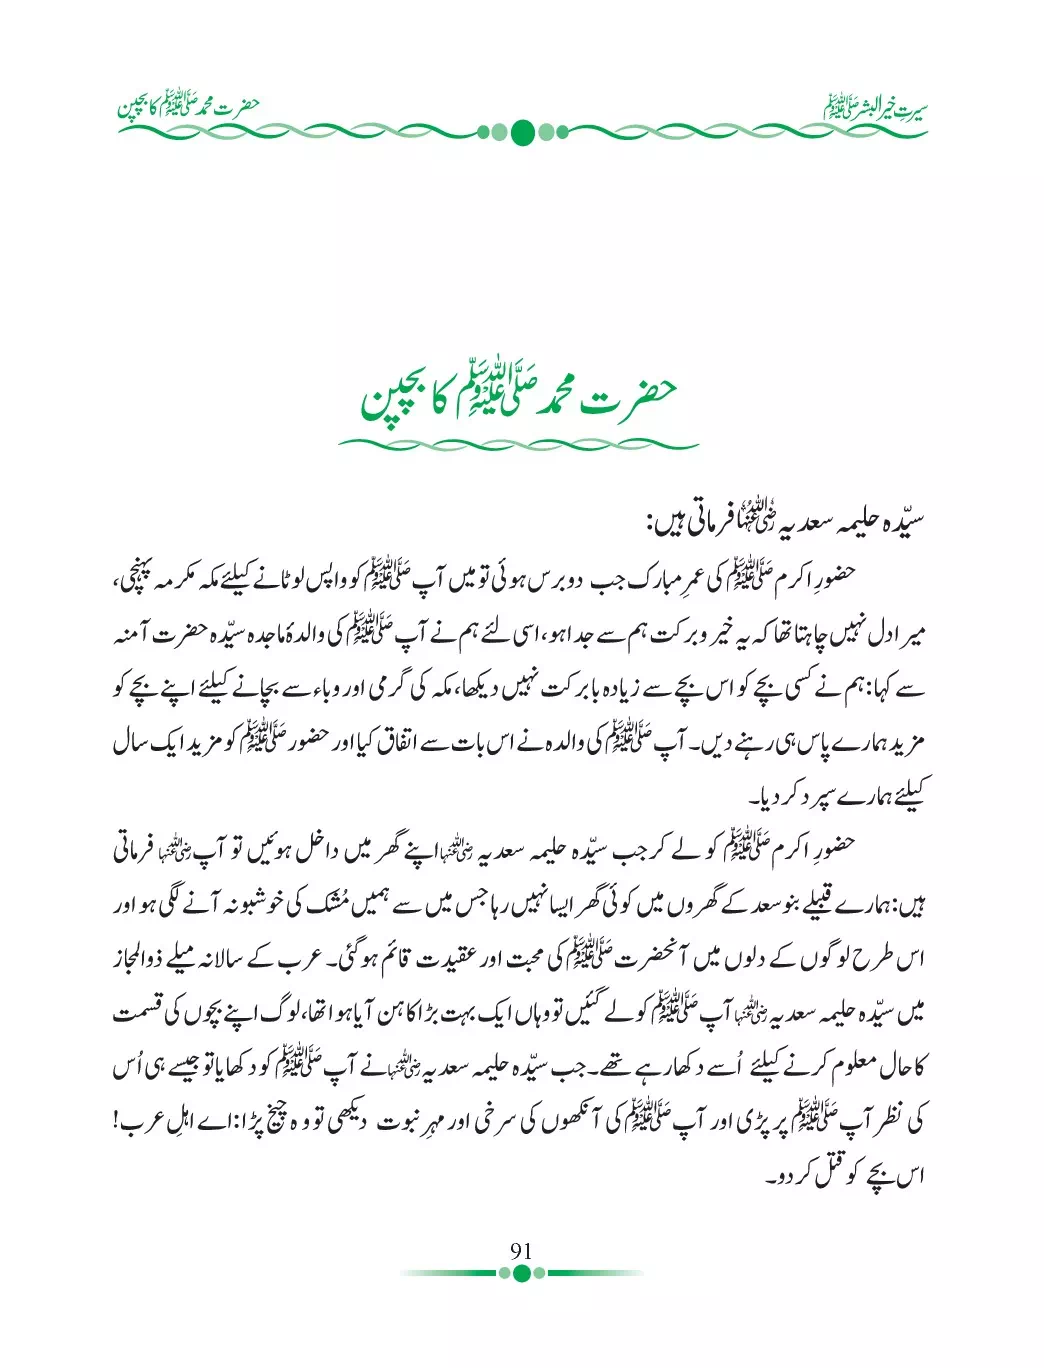 سیرتِ خیر البشر ﷺ
حضرت محمد ﷺ کا بچپن
حضرت محمد ﷺ کا بچپن
سیّدہ حلیمہ سعدیہ رضی اللہ عنہا فرماتی ہیں:
حضورِ اکرم ﷺ کی عمرِ مبارک جب دو برس ہوئی تو میں آپ ﷺ کو واپس لوٹانے کیلئے مکہ مکرمہ پہنچی،
میرا دل نہیں چاہتا تھا کہ یہ خیر و برکت ہم سے جدا ہو، اسی لئے ہم نے آپ ﷺ کی والدۂ ماجدہ سیّدہ حضرت آمنہ
سے کہا: ہم نے کسی بچے کو اس بچے سے زیادہ بابرکت نہیں دیکھا، مکہ کی گرمی اور وباء سے بچانے کیلئے اپنے بچے کو
مزید ہمارے پاس ہی رہنے دیں۔ آپ ﷺ کی والدہ نے اس بات سے اتفاق کیا اور حضور ﷺ کو مزید ایک سال
کیلئے ہمارے سپرد کر دیا۔
حضورِ اکرم ﷺ کو لے کر جب سیّدہ حلیمہ سعدیہ رضی اللہ عنہا اپنے گھر میں داخل ہوئیں تو آپ رضی اللہ عنہا فرماتی
ہیں: ہمارے قبیلے بنو سعد کے گھروں میں کوئی گھر ایسا نہیں رہا جس میں سے ہمیں مُشک کی خوشبو نہ آنے لگی ہو اور
اس طرح لوگوں کے دلوں میں آنحضرت ﷺ کی محبت اور عقیدت قائم ہو گئی۔ عرب کے سالانہ میلے ذوالمجاز
میں سیّدہ حلیمہ سعدیہ رضی اللہ عنہا آپ ﷺ کو لے گئیں تو وہاں ایک بہت بڑا کاہن آیا ہوا تھا، لوگ اپنے بچوں کی قسمت
کا حال معلوم کرنے کیلئے اُسے دکھا رہے تھے۔ جب سیّدہ حلیمہ سعدیہ رضی اللہ عنہا نے آپ ﷺ کو دکھایا تو جیسے ہی اُس
کی نظر آپ ﷺ پر پڑی اور آپ ﷺ کی آنکھوں کی سرخی اور مہرِ نبوت دیکھی تو وہ چیخ پڑا: اے اہلِ عرب!
اس بچے کو قتل کر دو۔
91